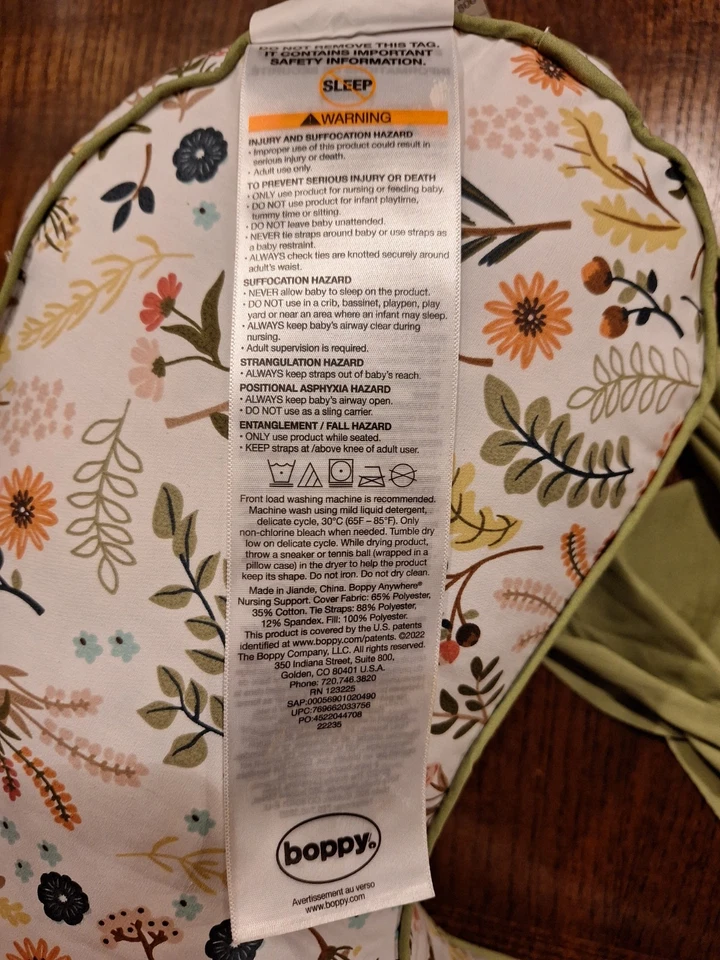 DO NOT REMOVE THIS TAG.
IT CONTAINS IMPORTANT
SAFETY INFORMATION.
SLEEP
WARNING
INJURY AND SUFFOCATION HAZARD
• Improper use of this product could result in
serious injury or death.
• Adult use only.
TO PREVENT SERIOUS INJURY OR DEATH
• ONLY use product for nursing or feeding baby.
• DO NOT use product for infant playtime,
tummy time or sitting.
• DO NOT leave baby unattended.
• NEVER tie straps around baby or use straps as
a baby restraint.
• ALWAYS check ties are knotted securely around
adult's waist.
SUFFOCATION HAZARD
• NEVER allow baby to sleep on the product.
• DO NOT use in a crib, bassinet, playpen, play
yard or near an area where an infant may sleep.
• ALWAYS keep baby's airway clear during
nursing.
• Adult supervision is required.
STRANGULATION HAZARD
• ALWAYS keep straps out of baby's reach.
POSITIONAL ASPHYXIA HAZARD
• ALWAYS keep baby's airway open.
• DO NOT use as a sling carrier.
ENTANGLEMENT / FALL HAZARD
• ONLY use product while seated.
• KEEP straps at /above knee of adult user.
Front load washing machine is recommended.
Machine wash using mild liquid detergent,
delicate cycle, 30°C (65F – 85°F). Only
non-chlorine bleach when needed. Tumble dry
low on delicate cycle. While drying product,
throw a sneaker or tennis ball (wrapped in a
pillow case) in the dryer to help the product
keep its shape. Do not iron. Do not dry clean.
Made in Jiande, China. Boppy Anywhere®
Nursing Support. Cover Fabric: 65% Polyester,
35% Cotton. Tie Straps: 88% Polyester,
12% Spandex. Fill: 100% Polyester.
This product is covered by the U.S. patents
identified at www.boppy.com/patents. ©2022
The Boppy Company, LLC. All rights reserved.
350 Indiana Street, Suite 800,
Golden, CO 80401 U.S.A.
Phone: 720.746.3820
RN 123225
SAP:00056901020490
UPC:769662033756
PO:4522044708
22235
boppy®
Avertissement au verso
www.boppy.com